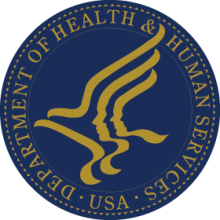 DEPARTMENT OF HEALTH & HUMAN SERVICES
· USA ·